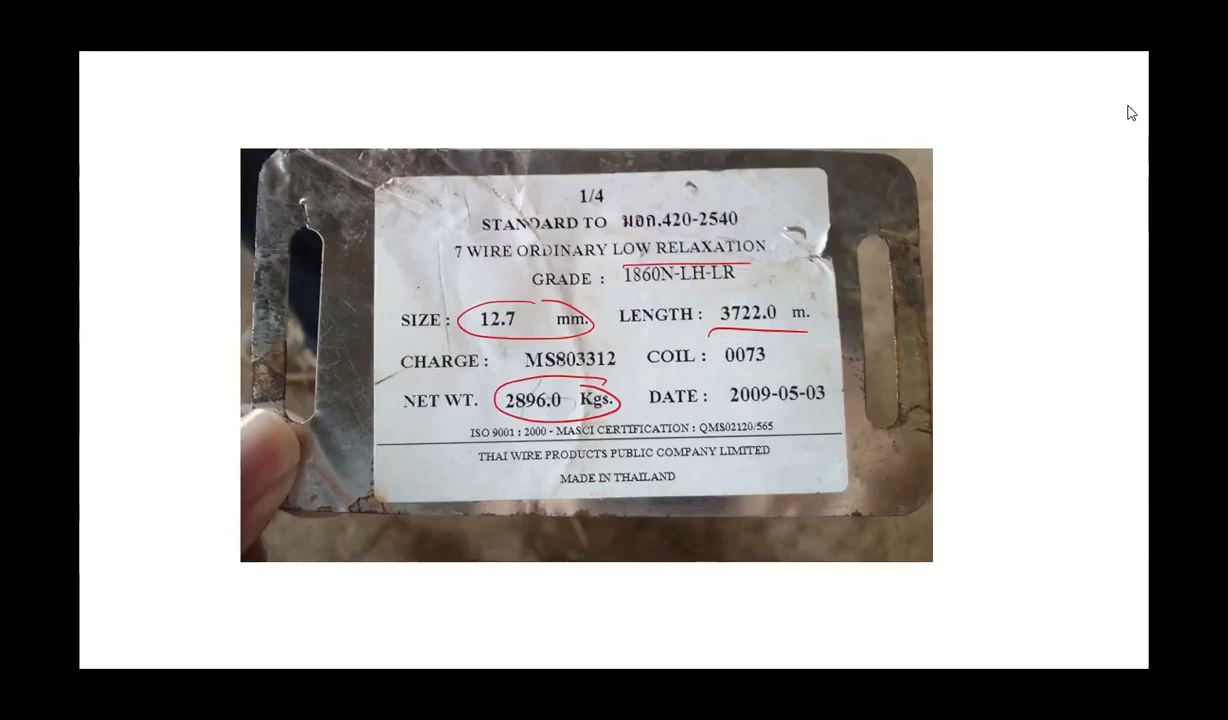 1/4
STANDARD TO มอก.420-2540
7 WIRE ORDINARY LOW RELAXATION
GRADE : 1860N-LH-LR
SIZE : 12.7 mm. LENGTH : 3722.0 m.
CHARGE : MS803312 COIL : 0073
NET WT. 2896.0 Kgs. DATE : 2009-05-03
ISO 9001 : 2000 - MASCI CERTIFICATION : QMS02120/565
THAI WIRE PRODUCTS PUBLIC COMPANY LIMITED
MADE IN THAILAND